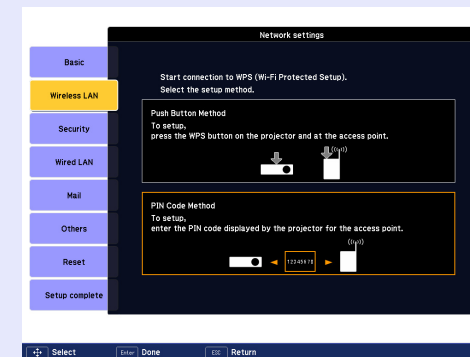 Network settings
Basic
Wireless LAN
Security
Wired LAN
Mail
Others
Reset
Setup complete
Start connection to WPS (Wi-Fi Protected Setup).
Select the setup method.
Push Button Method
To setup,
press the WPS button on the projector and at the access point.
PIN Code Method
To setup,
enter the PIN code displayed by the projector for the access point.
12345678
Select Enter Done ESC Return